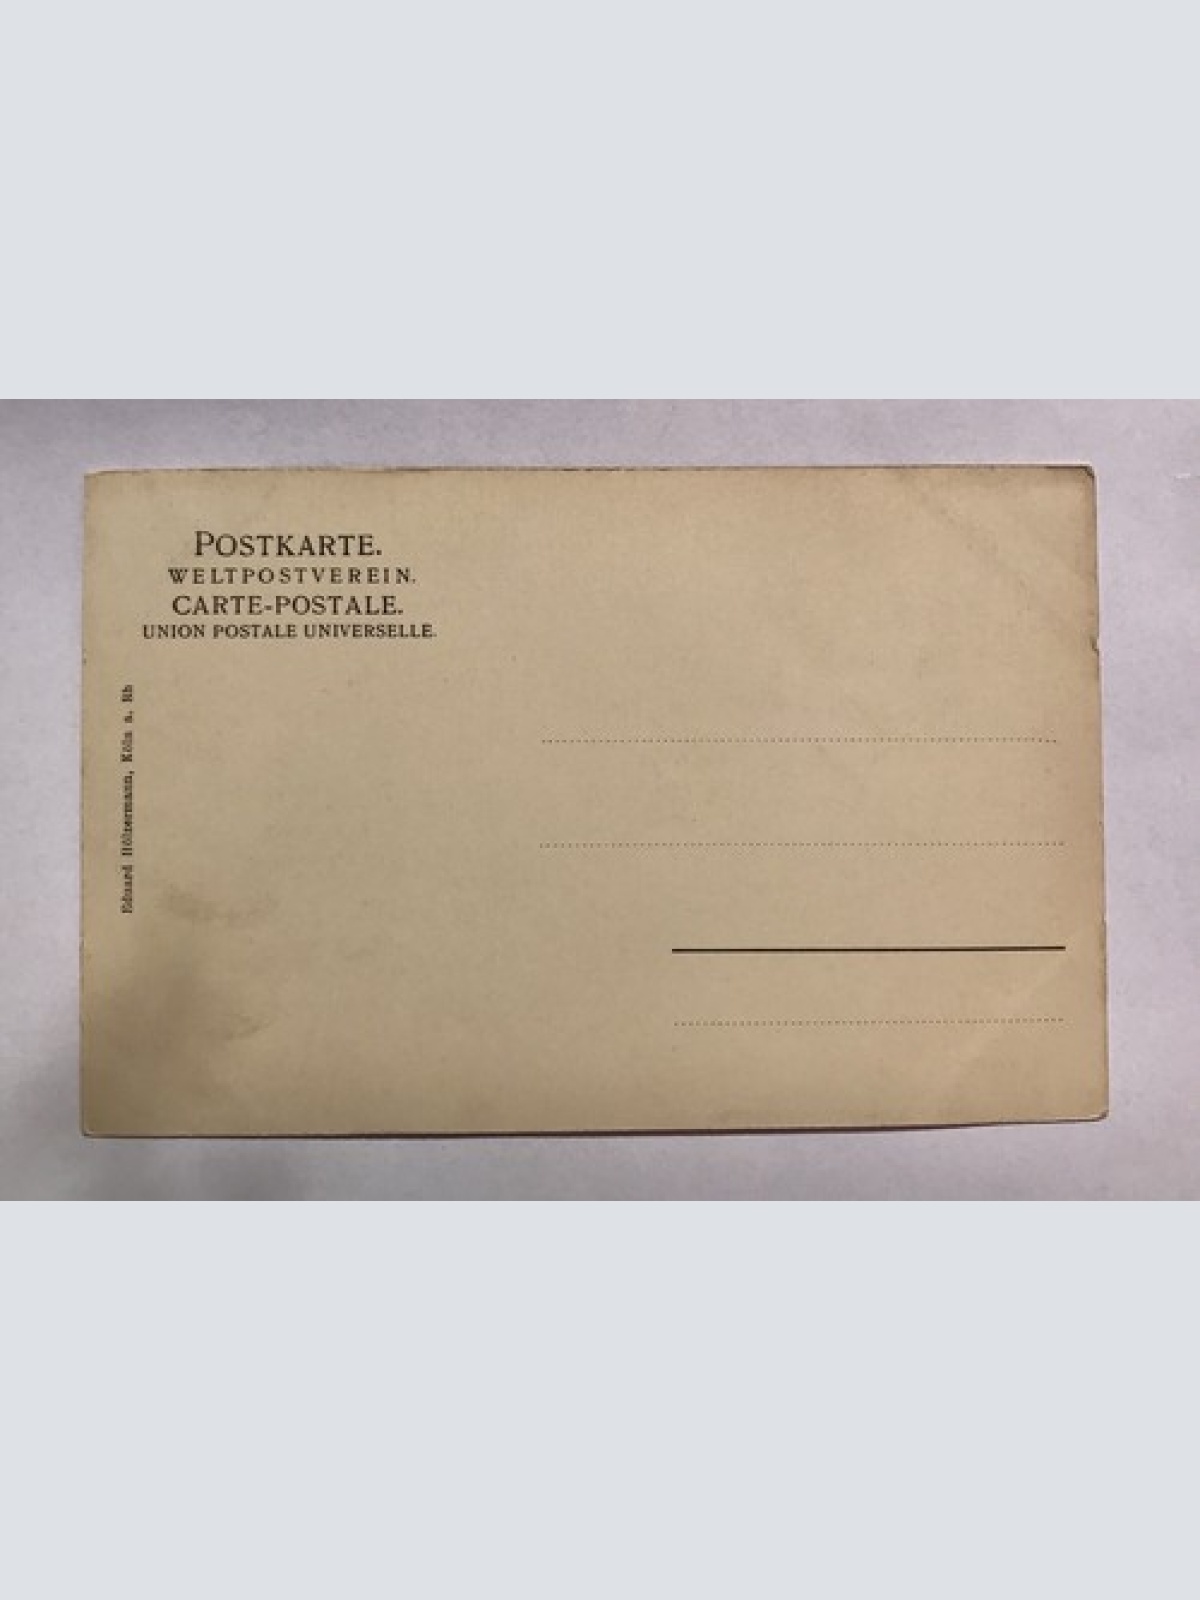 POSTKARTE.
WELTPOSTVEREIN.
CARTE-POSTALE.
UNION POSTALE UNIVERSELLE.
Eduard Hölzermann, Köln a. Rh